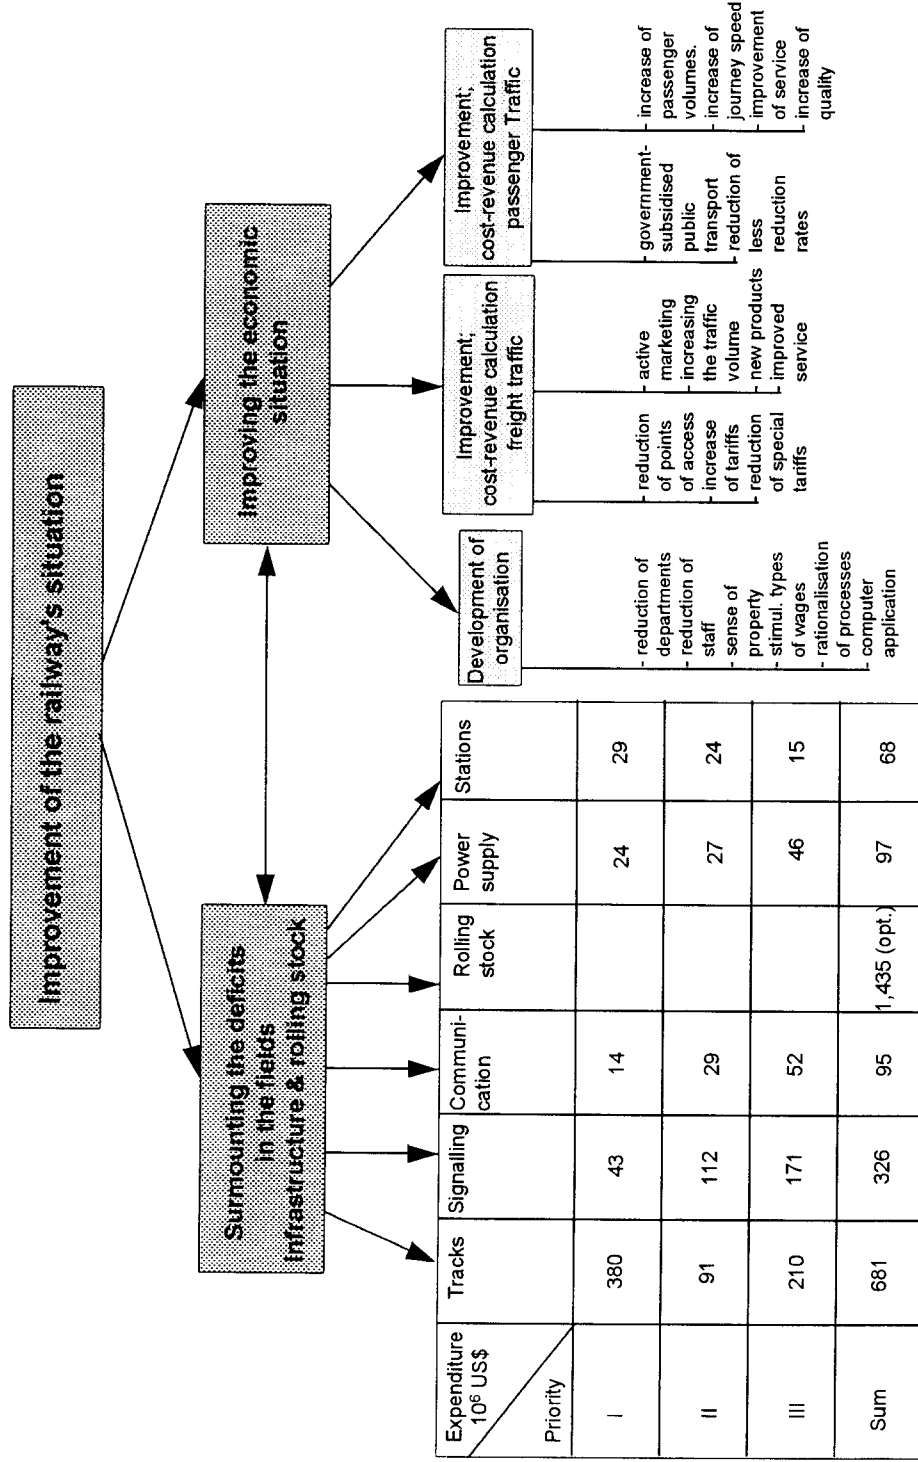 Improvement of the railway's situation
Surmounting the deficits
in the fields
Infrastructure & rolling stock
Improving the economic
situation
Expenditure
10⁶ US$
Priority
Tracks
Signalling
Communi-
cation
Rolling
stock
Power
supply
Stations
I
380
43
14
24
29
II
91
112
29
27
24
III
210
171
52
46
15
Sum
681
326
95
1,435 (opt.)
97
68
Development of
organisation
reduction of
departments
reduction of
staff
sense of
property
stimul. types
of wages
rationalisation
of processes
computer
application
Improvement;
cost-revenue calculation
freight traffic
reduction
of points
of access
increase
of tariffs
reduction
of special
tariffs
active
marketing
increasing
the traffic
volume
new products
improved
service
Improvement;
cost-revenue calculation
passenger Traffic
government-
subsidised
public
transport
reduction of
less
reduction
rates
increase of
passenger
volumes.
increase of
journey speed
improvement
of service
increase of
quality